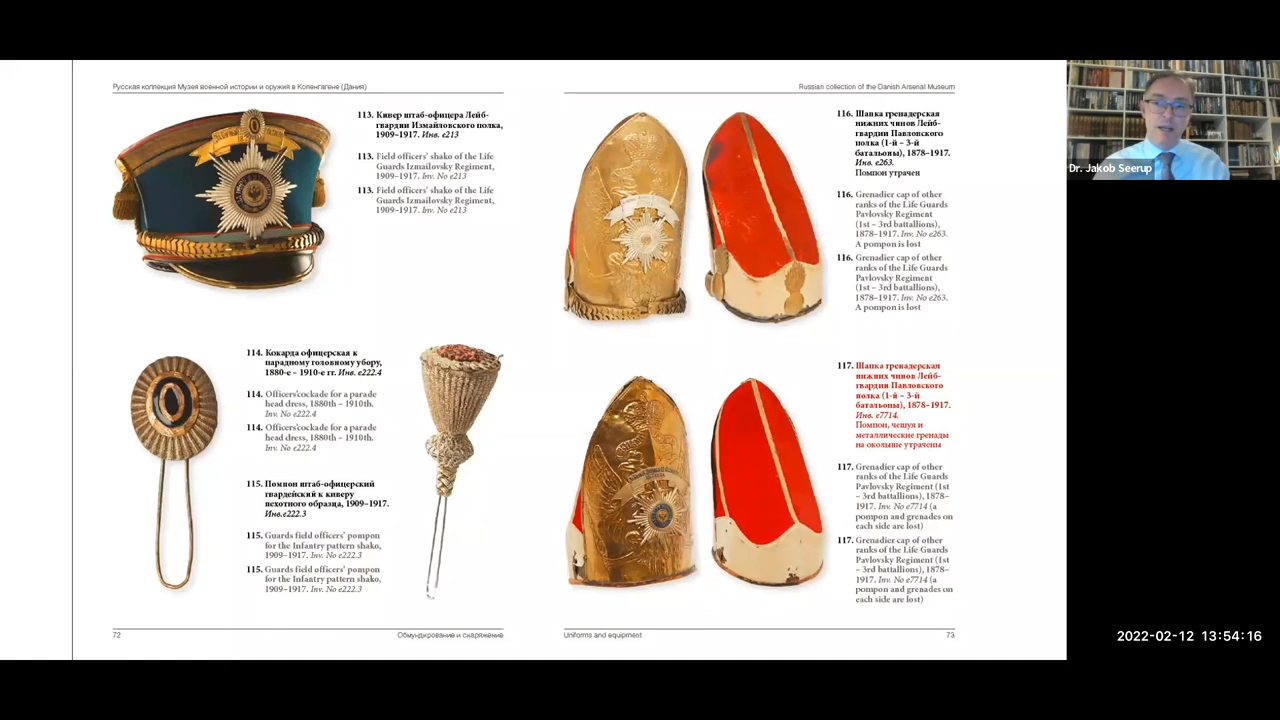 Русская коллекция Музея военной истории и оружия в Копенгагене (Дания)
113. Кивер штаб-офицера Лейб-
гвардии Измайловского полка,
1909–1917. Инв. е213
113. Field officers' shako of the Life
Guards Izmailovsky Regiment,
1909–1917. Inv. No e213
113. Field officers' shako of the Life
Guards Izmailovsky Regiment,
1909–1917. Inv. No e213
114. Кокарда офицерская к
парадному головному убору,
1880-е – 1910-е гг. Инв. е222.4
114. Officers'cockade for a parade
head dress, 1880th – 1910th.
Inv. No e222.4
114. Officers'cockade for a parade
head dress, 1880th – 1910th.
Inv. No e222.4
115. Помпон штаб-офицерский
гвардейский к киверу
пехотного образца, 1909–1917.
Инв.е222.3
115. Guards field officers' pompon
for the Infantry pattern shako,
1909–1917. Inv. No e222.3
115. Guards field officers' pompon
for the Infantry pattern shako,
1909–1917. Inv. No e222.3
72
Обмундирование и снаряжение
Russian collection of the Danish Arsenal Museum
116. Шапка гренадерская
нижних чинов Лейб-
гвардии Павловского
полка (1-й – 3-й
батальоны), 1878–1917.
Инв. е263.
Помпон утрачен
116. Grenadier cap of other
ranks of the Life Guards
Pavlovsky Regiment
(1st – 3rd battallions),
1878–1917. Inv. No e263.
A pompon is lost
116. Grenadier cap of other
ranks of the Life Guards
Pavlovsky Regiment
(1st – 3rd battallions),
1878–1917. Inv. No e263.
A pompon is lost
117. Шапка гренадерская
нижних чинов Лейб-
гвардии Павловского
полка (1-й – 3-й
батальоны), 1878–1917.
Инв. е7714.
Помпон, чешуя и
металлические гренады
на околыше утрачены
117. Grenadier cap of other
ranks of the Life Guards
Pavlovsky Regiment (1st
– 3rd battallions), 1878–
1917. Inv. No e7714 (a
pompon and grenades on
each side are lost)
117. Grenadier cap of other
ranks of the Life Guards
Pavlovsky Regiment (1st
– 3rd battallions), 1878–
1917. Inv. No e7714 (a
pompon and grenades on
each side are lost)
Uniforms and equipment
73
Dr. Jakob Seerup
2022-02-12 13:54:16